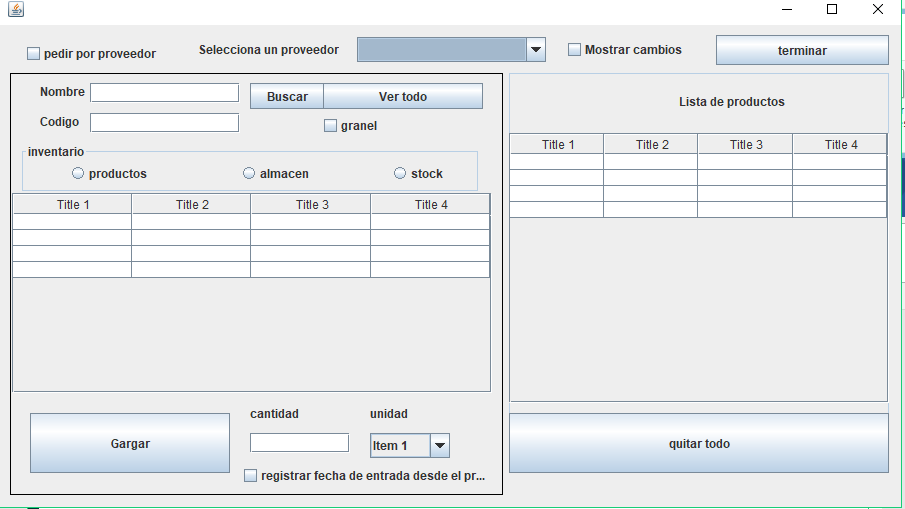 pedir por proveedor
Selecciona un proveedor
Mostrar cambios
terminar
Nombre
Buscar
Ver todo
Codigo
granel
inventario
productos
almacen
stock
Title 1 Title 2 Title 3 Title 4
Gargar
cantidad
unidad
Item 1
registrar fecha de entrada desde el pr...
Lista de productos
Title 1 Title 2 Title 3 Title 4
quitar todo